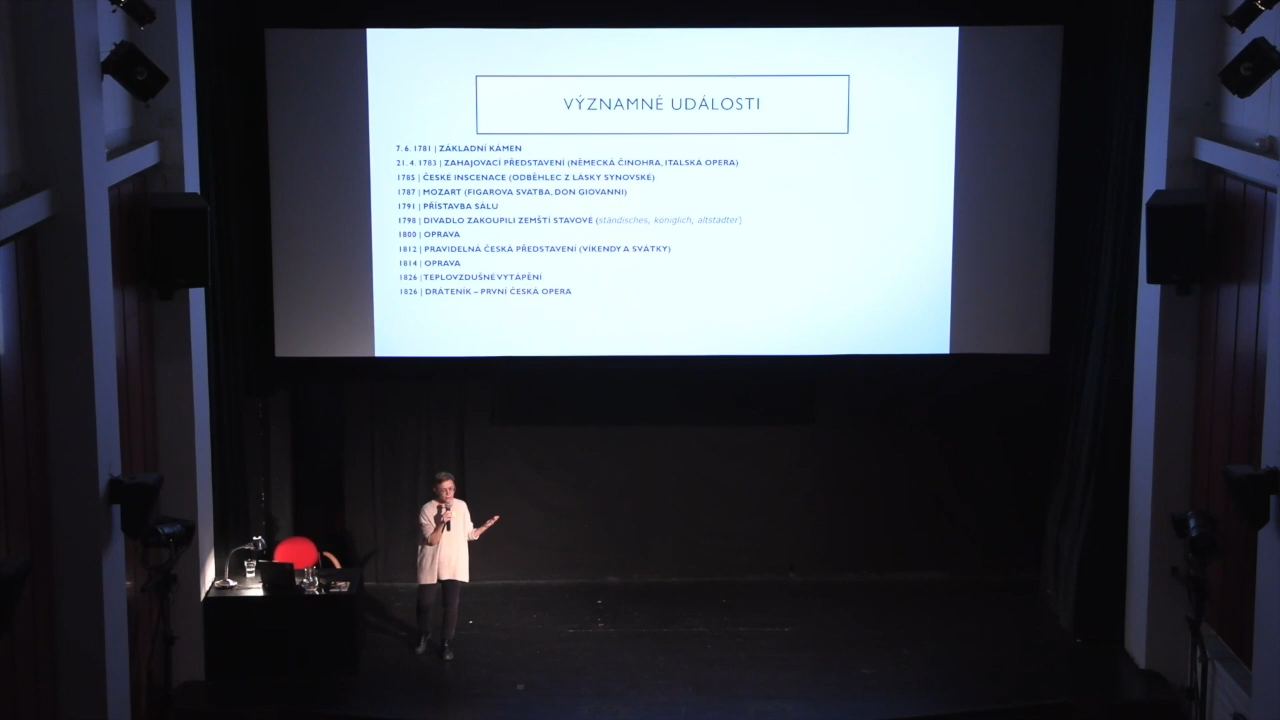 VÝZNAMNÉ UDÁLOSTI
7. 6. 1781 | ZÁKLADNÍ KÁMEN
21. 4. 1783 | ZAHAJOVACÍ PŘEDSTAVENÍ (NĚMECKÁ ČINOHRA, ITALSKÁ OPERA)
1785 | ČESKÉ INSCENACE (ODBĚHLEC Z LÁSKY SYNOVSKÉ)
1787 | MOZART (FIGAROVA SVATBA, DON GIOVANNI)
1791 | PŘÍSTAVBA SÁLU
1798 | DIVADLO ZAKOUPILI ZEMŠTÍ STAVOVÉ (ständisches, königlich, altstädter)
1800 | OPRAVA
1812 | PRAVIDELNÁ ČESKÁ PŘEDSTAVENÍ (VÍKENDY A SVÁTKY)
1814 | OPRAVA
1826 | TEPLOVZDUŠNÉ VYTÁPĚNÍ
1826 | DRÁTENÍK – PRVNÍ ČESKÁ OPERA